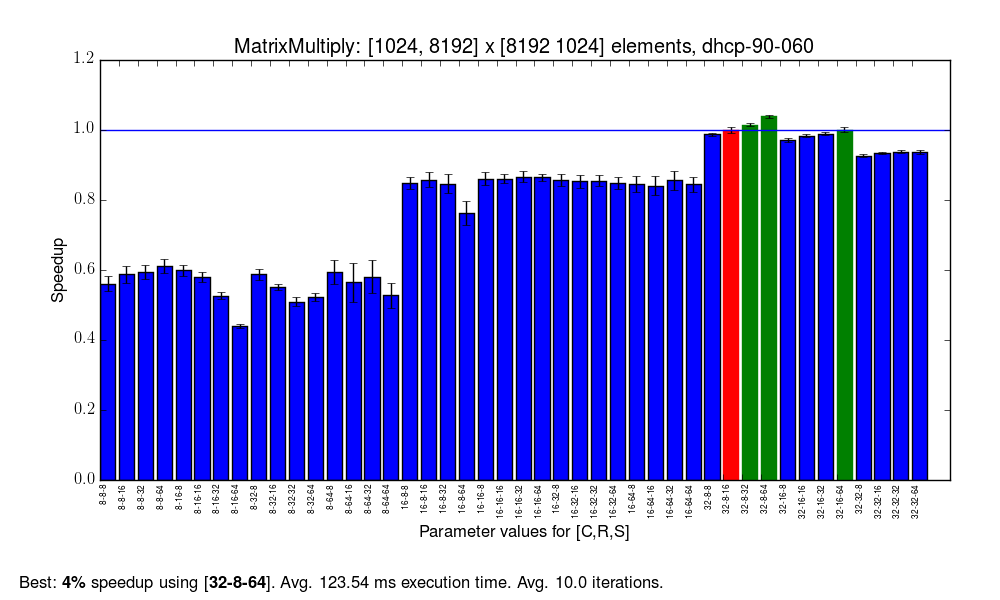 MatrixMultiply: [1024, 8192] x [8192 1024] elements, dhcp-90-060
1.2
1.0
0.8
0.6
0.4
0.2
0.0
Speedup
8-8-8 8-8-16 8-8-32 8-8-64 8-16-8 8-16-16 8-16-32 8-16-64 8-32-8 8-32-16 8-32-32 8-32-64 8-64-8 8-64-16 8-64-32 8-64-64 16-8-8 16-8-16 16-8-32 16-8-64 16-16-8 16-16-16 16-16-32 16-16-64 16-32-8 16-32-16 16-32-32 16-32-64 16-64-8 16-64-16 16-64-32 16-64-64 32-8-8 32-8-16 32-8-32 32-8-64 32-16-8 32-16-16 32-16-32 32-16-64 32-32-8 32-32-16 32-32-32 32-32-64
Parameter values for [C,R,S]
Best: 4% speedup using [32-8-64]. Avg. 123.54 ms execution time. Avg. 10.0 iterations.